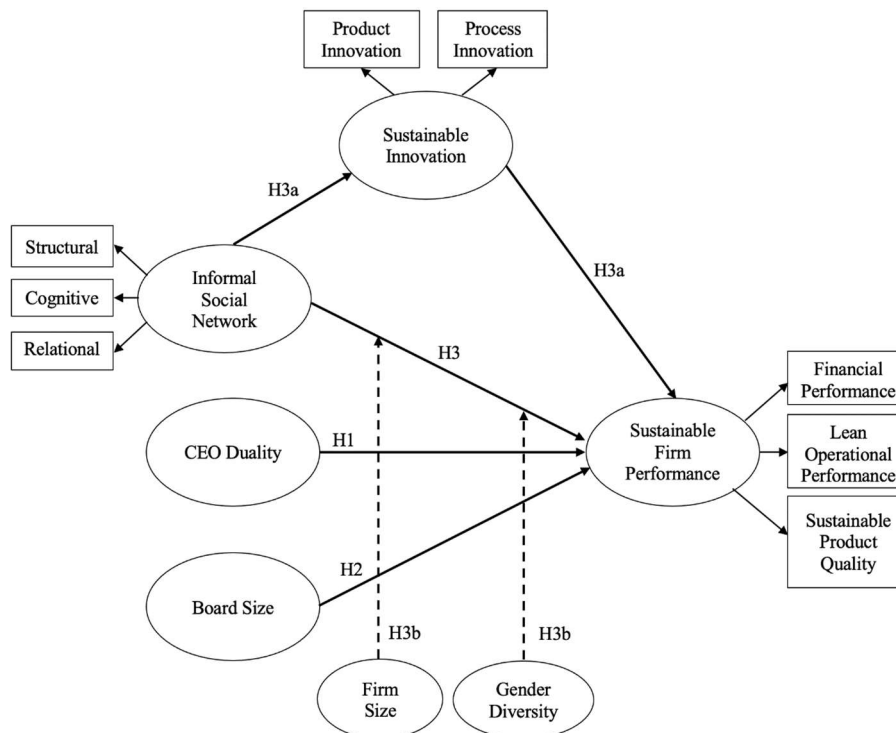 Product
Innovation
Process
Innovation
Sustainable
Innovation
H3a
H3a
Structural
Cognitive
Relational
Informal
Social
Network
H3
Financial
Performance
Lean
Operational
Performance
Sustainable
Product
Quality
CEO Duality
H1
Sustainable
Firm
Performance
H2
Board Size
H3b
H3b
Firm
Size
Gender
Diversity